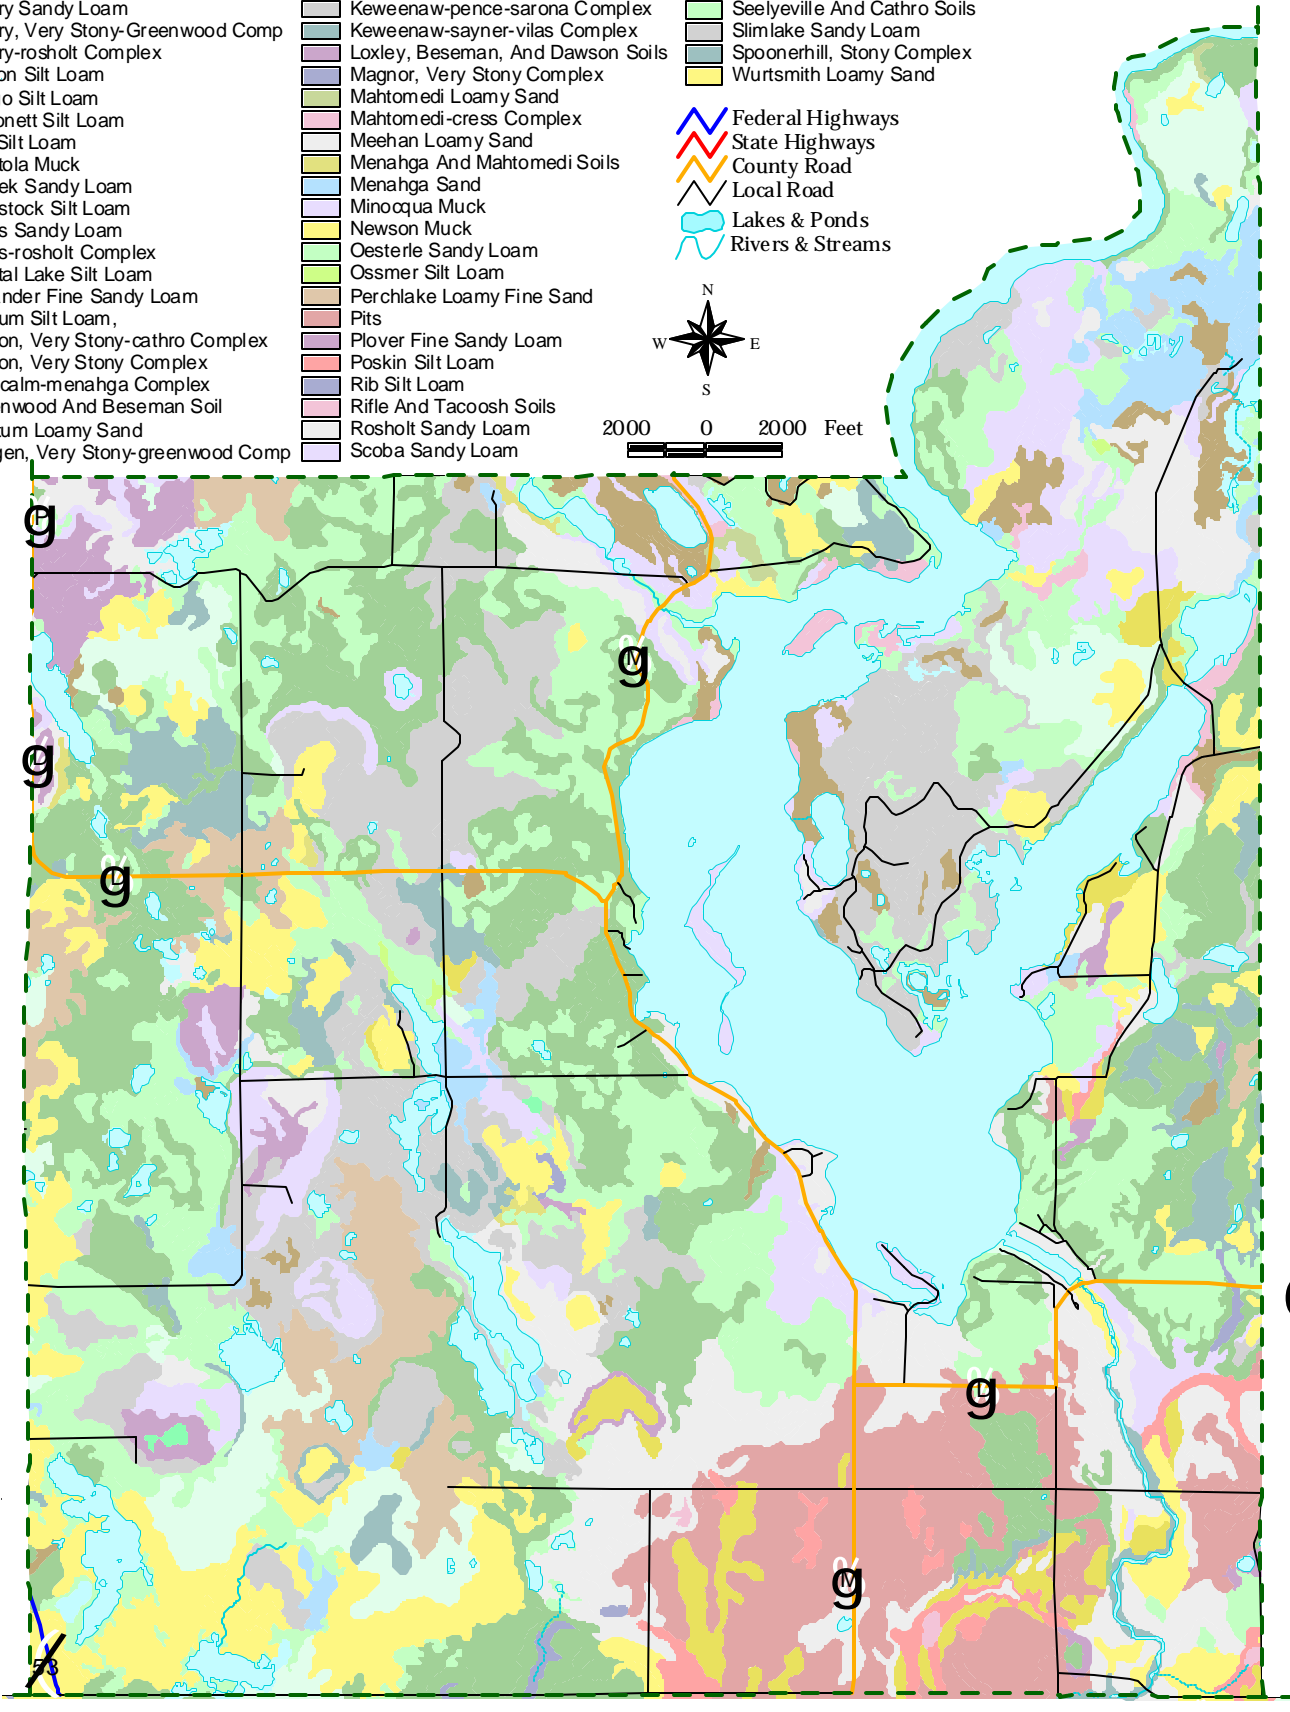 ry Sandy Loam
ry, Very Stony-Greenwood Comp
ry-rosholt Complex
on Silt Loam
o Silt Loam
onett Silt Loam
Silt Loam
tola Muck
ek Sandy Loam
stock Silt Loam
s Sandy Loam
s-rosholt Complex
tal Lake Silt Loam
nder Fine Sandy Loam
um Silt Loam,
on, Very Stony-cathro Complex
on, Very Stony Complex
calm-menahga Complex
nwood And Beseman Soil
tum Loamy Sand
gen, Very Stony-greenwood Comp
Keweenaw-pence-sarona Complex
Keweenaw-sayner-vilas Complex
Loxley, Beseman, And Dawson Soils
Magnor, Very Stony Complex
Mahtomedi Loamy Sand
Mahtomedi-cress Complex
Meehan Loamy Sand
Menahga And Mahtomedi Soils
Menahga Sand
Minocqua Muck
Newson Muck
Oesterle Sandy Loam
Ossmer Silt Loam
Perchlake Loamy Fine Sand
Pits
Plover Fine Sandy Loam
Poskin Silt Loam
Rib Silt Loam
Rifle And Tacoosh Soils
Rosholt Sandy Loam
Scoba Sandy Loam
Seelyeville And Cathro Soils
Slimlake Sandy Loam
Spoonerhill, Stony Complex
Wurtsmith Loamy Sand
Federal Highways
State Highways
County Road
Local Road
Lakes & Ponds
Rivers & Streams
N
W E
S
2000 0 2000 Feet
g
g
g
g
g
g
53